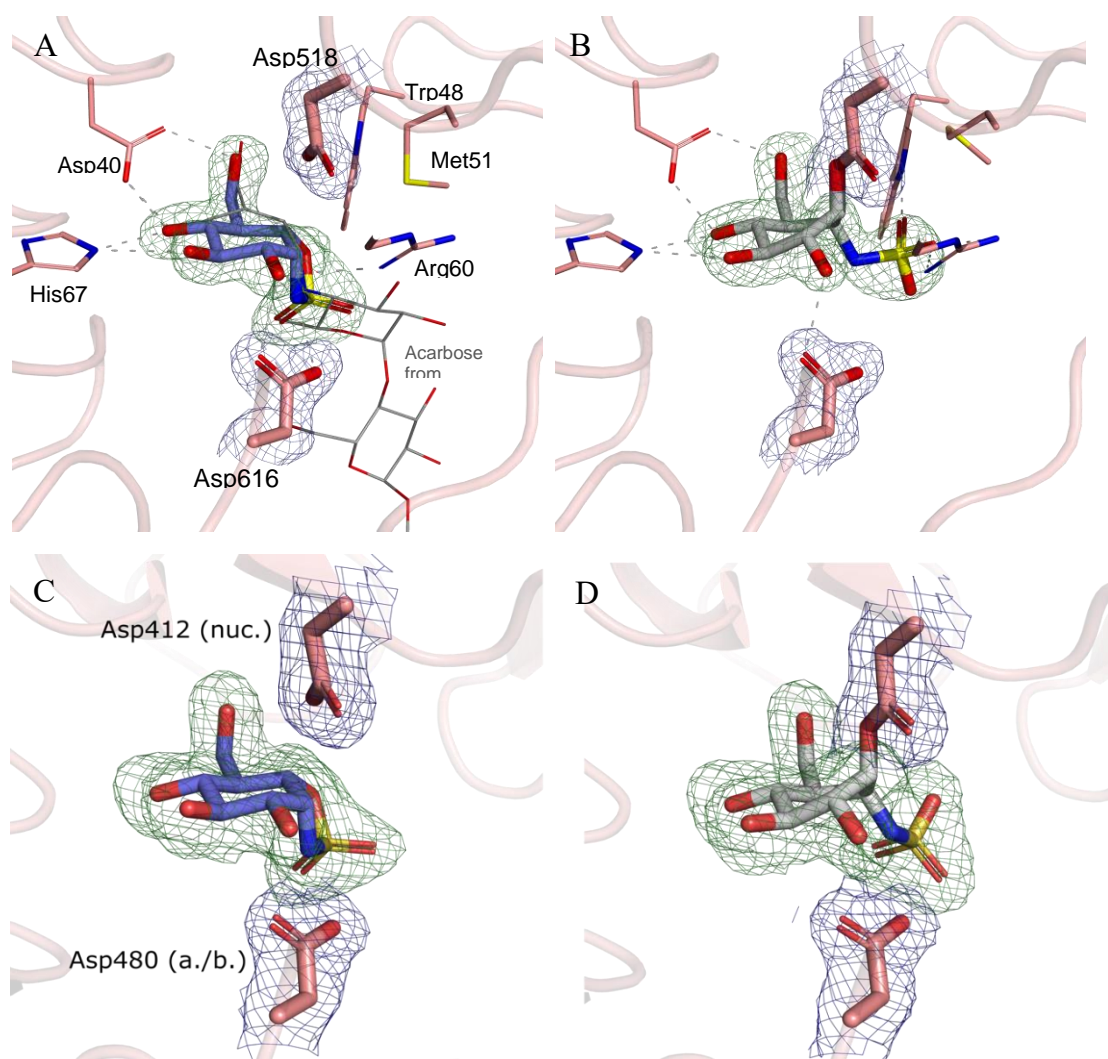 A
B
Asp518
Trp48
Asp40
Met51
His67
Arg60
Acarbose
from
Asp616
C
D
Asp412 (nuc.)
Asp480 (a./b.)